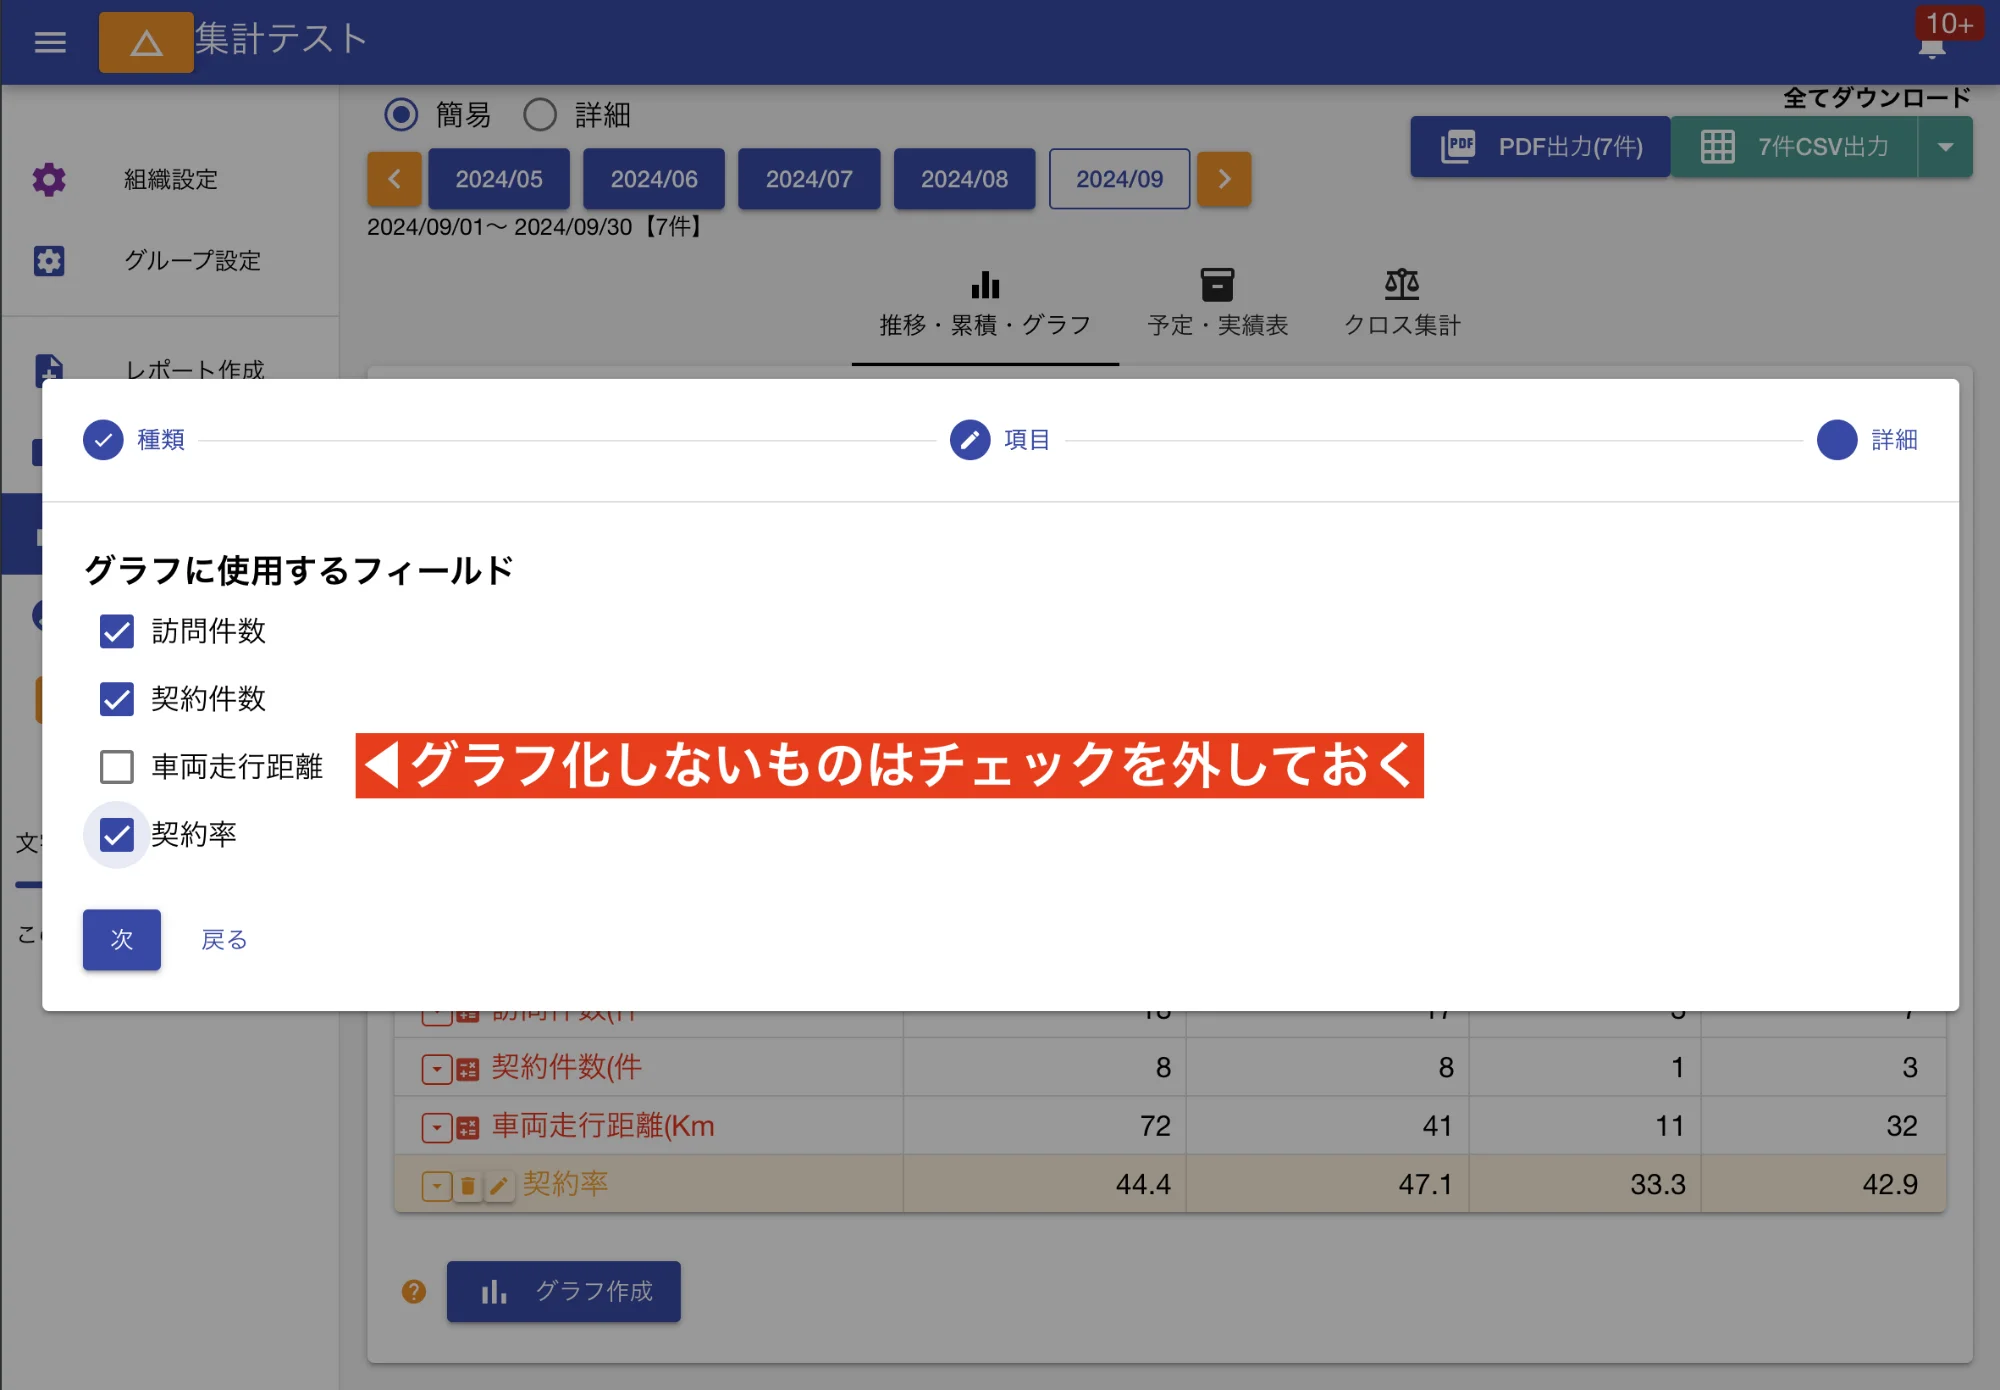 集計テスト
10+
簡易
詳細
全てダウンロード
PDF
PDF出力(7件)
7件CSV出力
2024/05
2024/06
2024/07
2024/08
2024/09
2024/09/01～ 2024/09/30【7件】
組織設定
グループ設定
レポート作成
推移・累積・グラフ
予定・実績表
クロス集計
種類
項目
詳細
グラフに使用するフィールド
訪問件数
契約件数
車両走行距離
◀グラフ化しないものはチェックを外しておく
契約率
次
戻る
訪問件数(件
17
契約件数(件
8
8
1
3
車両走行距離(Km
72
41
11
32
契約率
44.4
47.1
33.3
42.9
?
グラフ作成